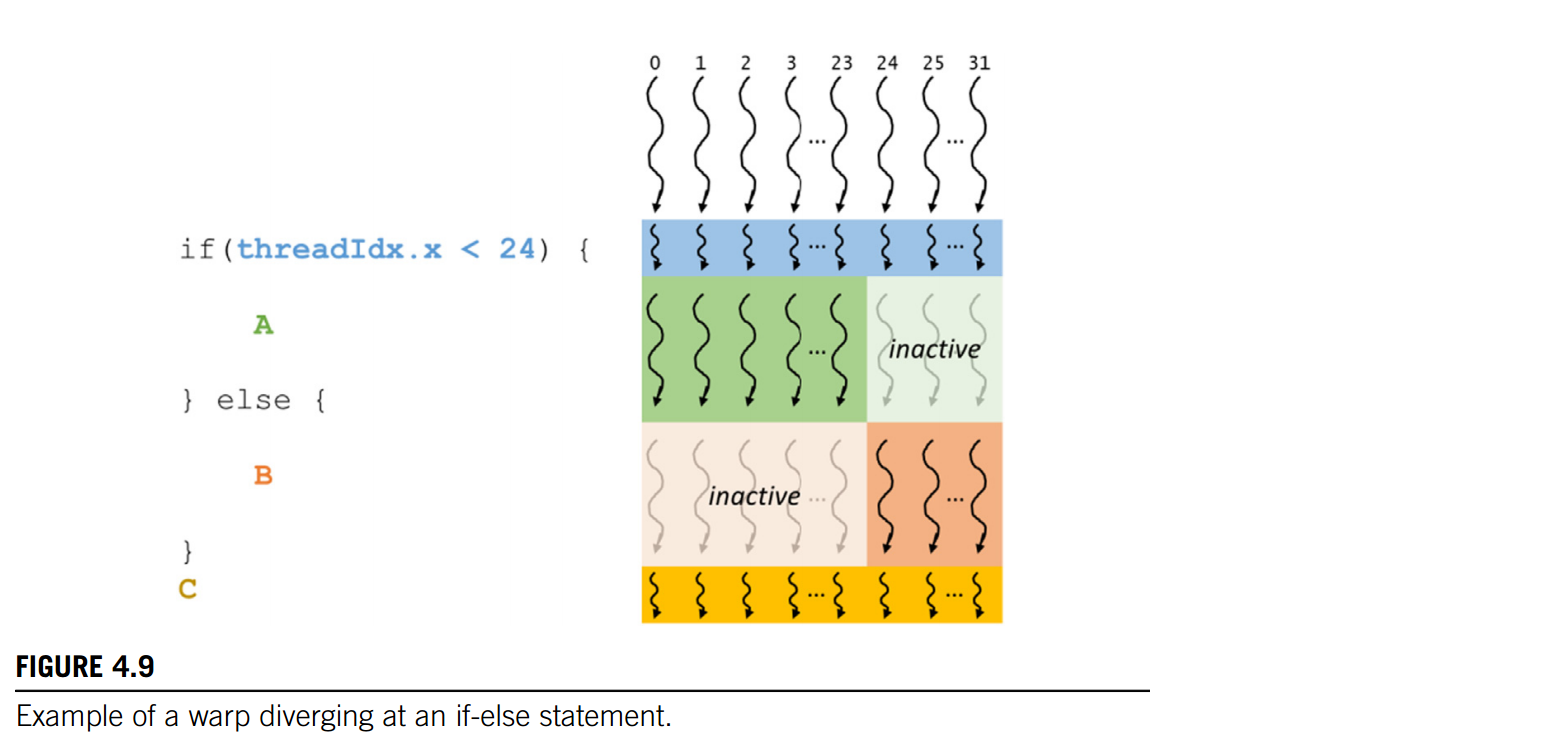 0 1 2 3 23 24 25 31
... ...
if(threadIdx.x < 24) {
... ...
A
... inactive
} else {
B
inactive ... ...
}
C
... ...
FIGURE 4.9
Example of a warp diverging at an if-else statement.